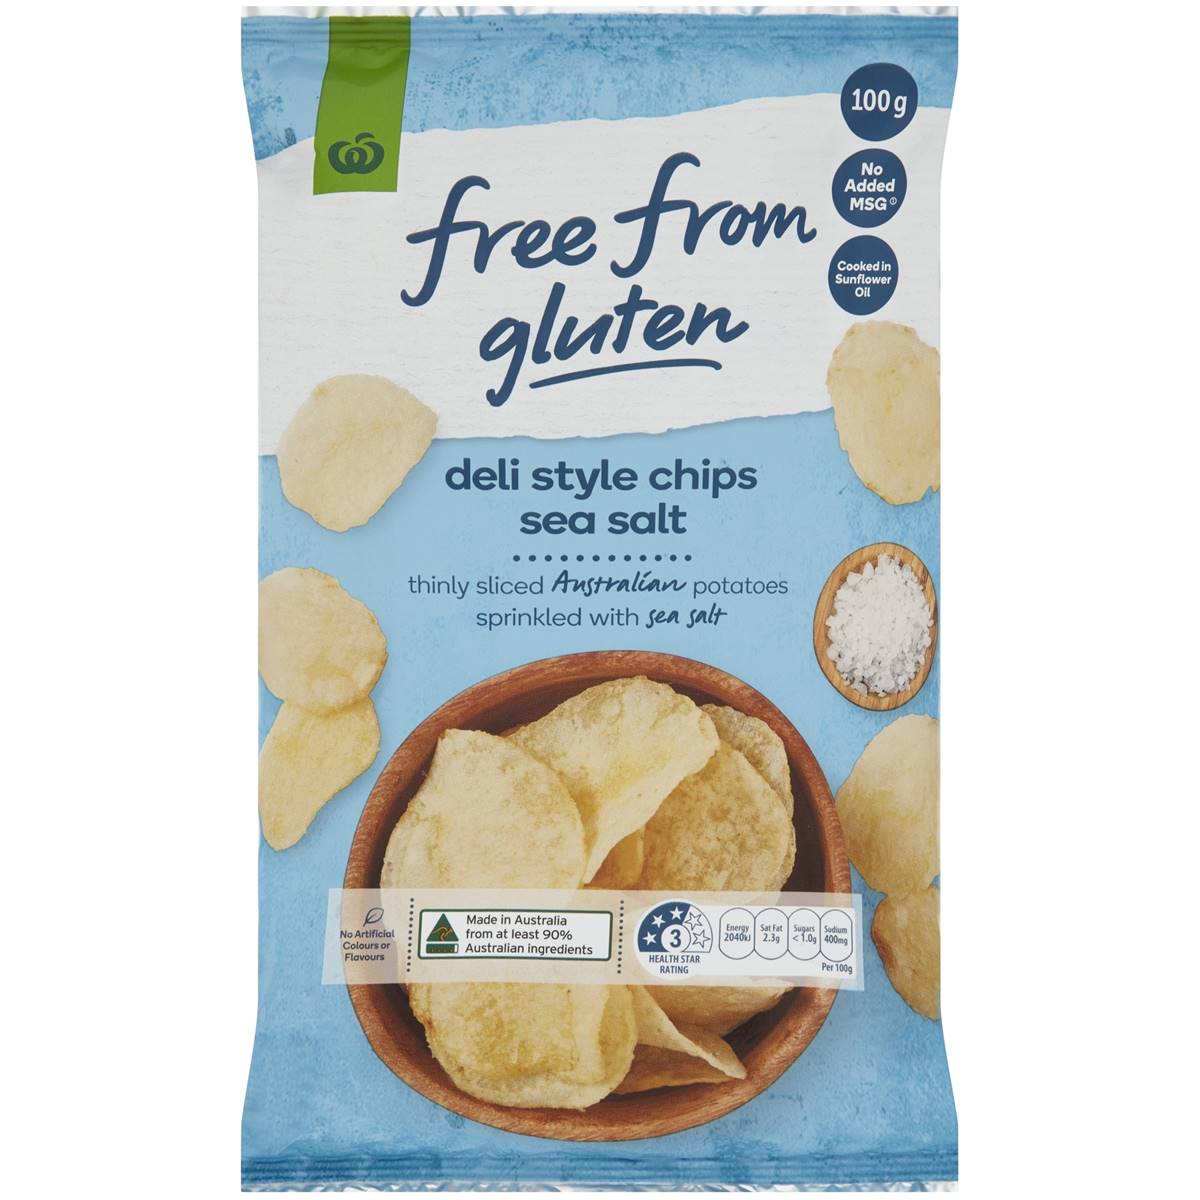 100g
No
Added
MSG
Cooked in
Sunflower
Oil
free from
gluten
deli style chips
sea salt
thinly sliced Australian potatoes
sprinkled with sea salt
No Artificial
Colours or
Flavours
Made in Australia
from at least 90%
Australian ingredients
3
HEALTH STAR
RATING
Energy
2040kJ
Sat Fat
2.3g
Sugars
<1.0g
Sodium
400mg
Per 100g